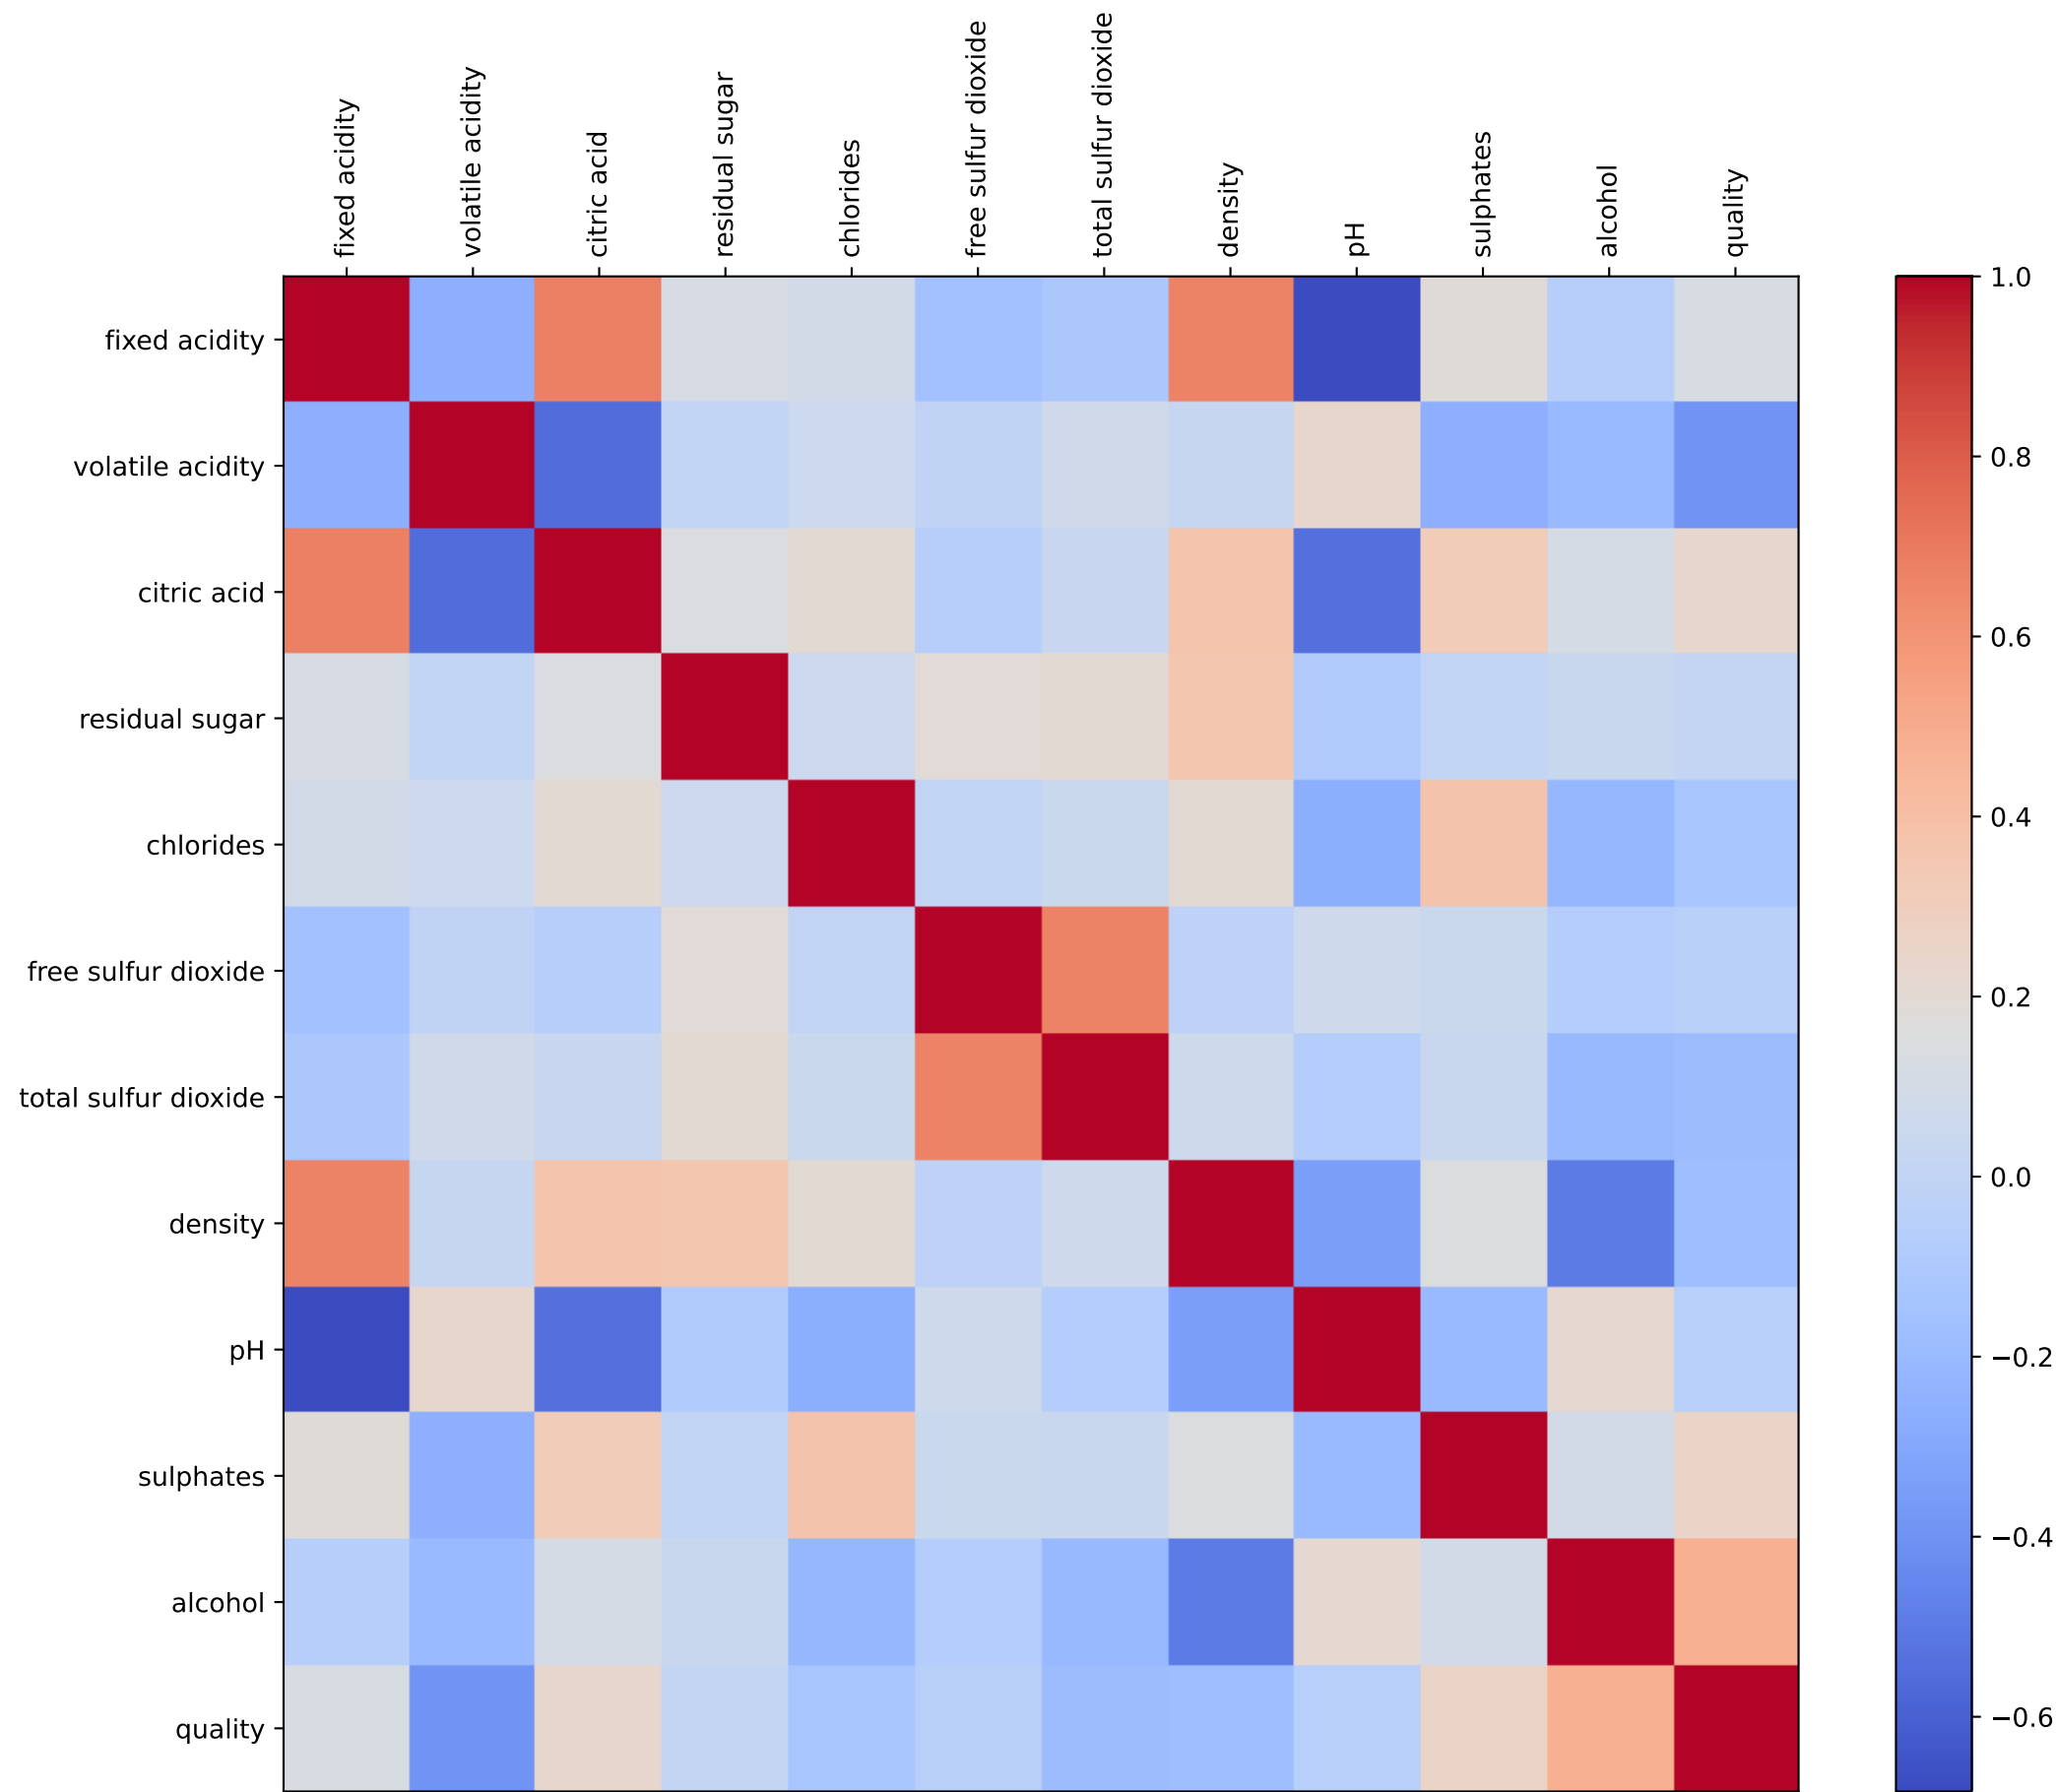 fixed acidity
volatile acidity
citric acid
residual sugar
chlorides
free sulfur dioxide
total sulfur dioxide
density
pH
sulphates
alcohol
quality
fixed acidity
volatile acidity
citric acid
residual sugar
chlorides
free sulfur dioxide
total sulfur dioxide
density
pH
sulphates
alcohol
quality
1.0
0.8
0.6
0.4
0.2
0.0
−0.2
−0.4
−0.6